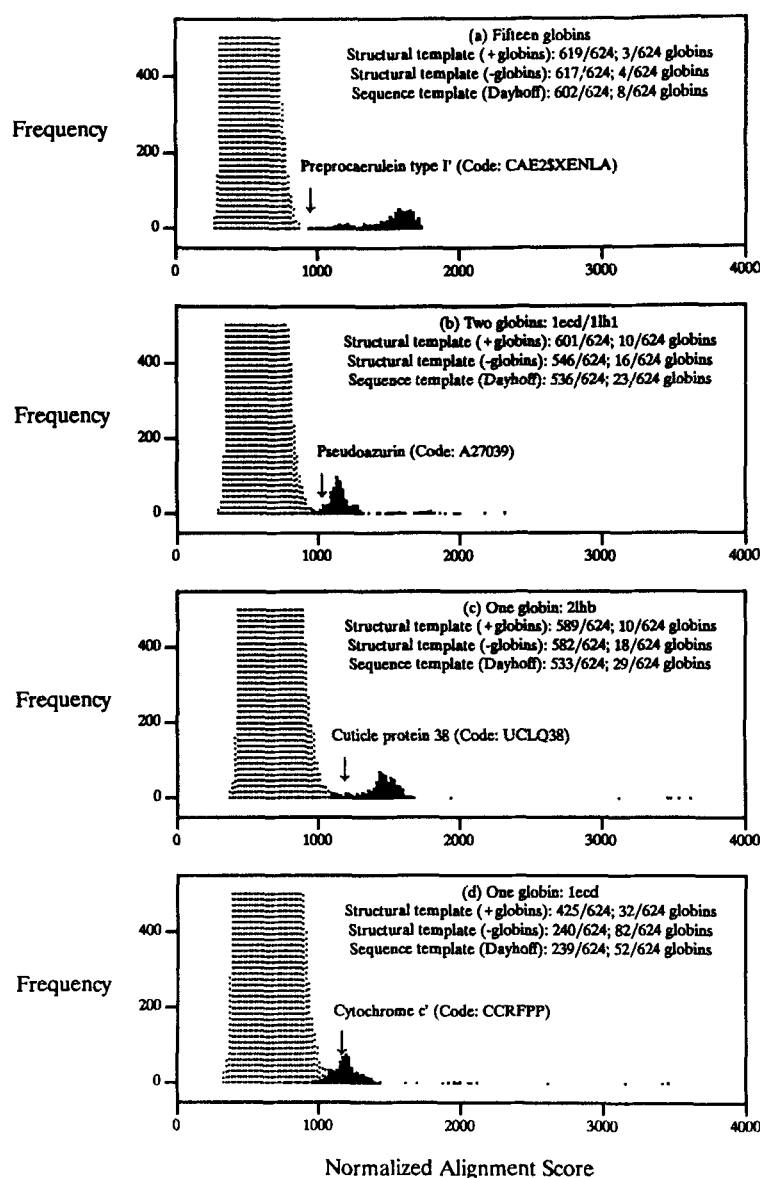 (a) Fifteen globins
Structural template (+globins): 619/624; 3/624 globins
Structural template (-globins): 617/624; 4/624 globins
Sequence template (Dayhoff): 602/624; 8/624 globins
400
Frequency
200
Preprocaerulein type I' (Code: CAE2$XENLA)
0
0 1000 2000 3000 4000
(b) Two globins: 1ecd/1lh1
Structural template (+globins): 601/624; 10/624 globins
Structural template (-globins): 546/624; 16/624 globins
Sequence template (Dayhoff): 536/624; 23/624 globins
400
Frequency
200
Pseudoazurin (Code: A27039)
0
0 1000 2000 3000 4000
(c) One globin: 2lhb
Structural template (+globins): 589/624; 10/624 globins
Structural template (-globins): 582/624; 18/624 globins
Sequence template (Dayhoff): 533/624; 29/624 globins
400
Frequency
200
Cuticle protein 38 (Code: UCLQ38)
0
0 1000 2000 3000 4000
(d) One globin: 1ecd
Structural template (+globins): 425/624; 32/624 globins
Structural template (-globins): 240/624; 82/624 globins
Sequence template (Dayhoff): 239/624; 52/624 globins
400
Frequency
200
Cytochrome c' (Code: CCRFPP)
0
0 1000 2000 3000 4000
Normalized Alignment Score